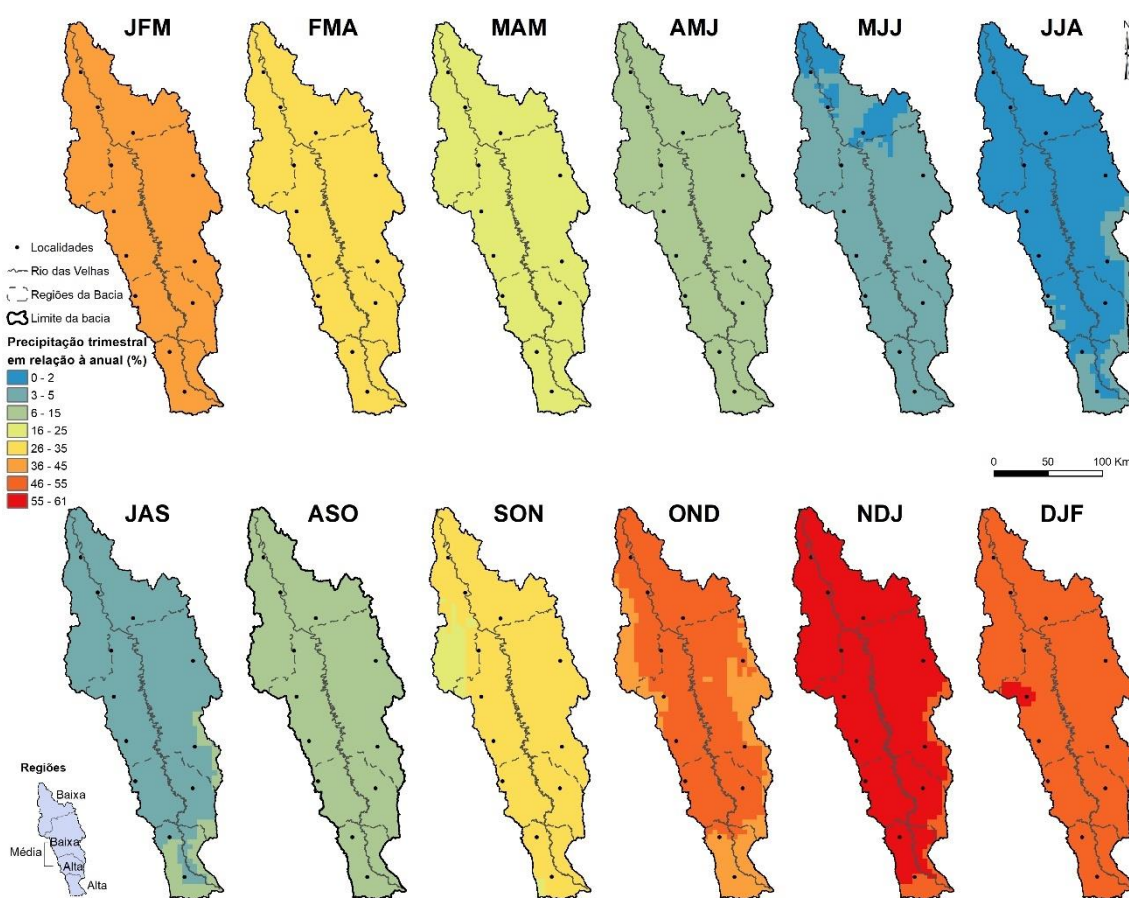 JFM
FMA
MAM
AMJ
MJJ
JJA
N
Localidades
Rio das Velhas
Regiões da Bacia
Limite da bacia
Precipitação trimestral
em relação à anual (%)
0 - 2
3 - 5
6 - 15
16 - 25
26 - 35
36 - 45
46 - 55
55 - 61
0 50 100 Km
JAS
ASO
SON
OND
NDJ
DJF
Regiões
Baixa
Baixa
Média
Alta
Alta